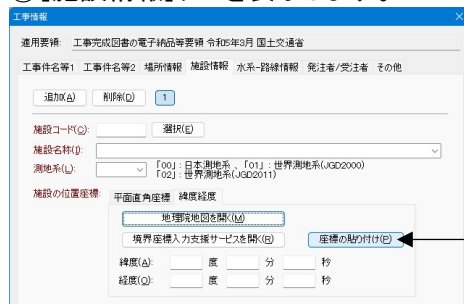 工事情報
適用要領: 工事完成図書の電子納品等要領 令和5年3月 国土交通省
工事件名等1 工事件名等2 場所情報 施設情報 水系-路線情報 発注者/受注者 その他
追加(A) 削除(D) 1
施設コード(C): 選択(E)
施設名称(I):
測地系(L): 「00」: 日本測地系 、「01」: 世界測地系(JGD2000)
「02」: 世界測地系(JGD2011)
施設の位置座標: 平面直角座標 緯度経度
地理院地図を開く(M)
境界座標入力支援サービスを開く(R) 座標の貼り付け(P)
緯度(A): 度 分 秒
経度(O): 度 分 秒